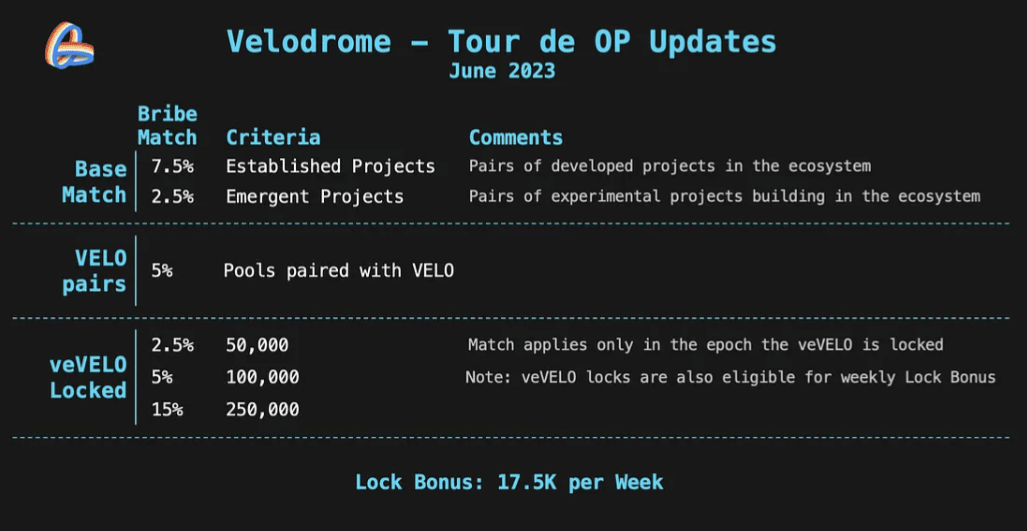 Velodrome – Tour de OP Updates
June 2023
Bribe
Match Criteria Comments
Base
Match
7.5% Established Projects Pairs of developed projects in the ecosystem
2.5% Emergent Projects Pairs of experimental projects building in the ecosystem
VELO
pairs
5% Pools paired with VELO
veVELO
Locked
2.5% 50,000 Match applies only in the epoch the veVELO is locked
5% 100,000 Note: veVELO locks are also eligible for weekly Lock Bonus
15% 250,000
Lock Bonus: 17.5K per Week